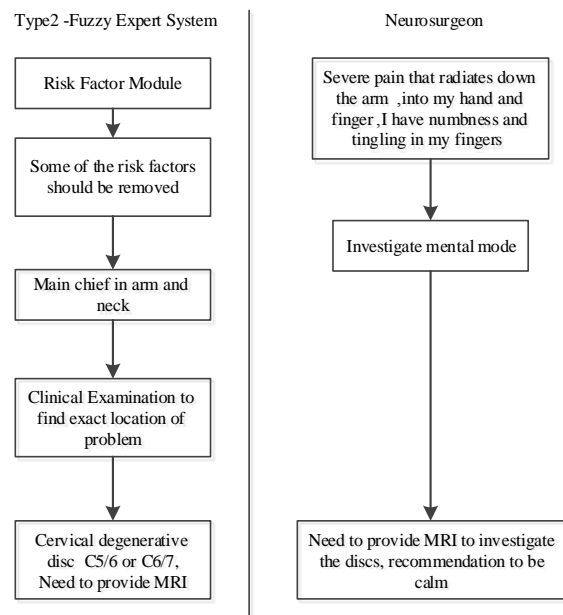 Type2 -Fuzzy Expert System
Risk Factor Module
Some of the risk factors
should be removed
Main chief in arm and
neck
Clinical Examination to
find exact location of
problem
Cervical degenerative
disc C5/6 or C6/7,
Need to provide MRI
Neurosurgeon
Severe pain that radiates down
the arm ,into my hand and
finger ,I have numbness and
tingling in my fingers
Investigate mental mode
Need to provide MRI to investigate
the discs, recommendation to be
calm